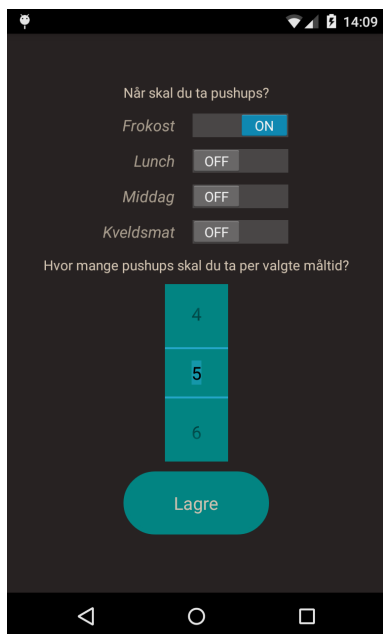 14:09
Når skal du ta pushups?
Frokost ON
Lunch OFF
Middag OFF
Kveldsmat OFF
Hvor mange pushups skal du ta per valgte måltid?
4
5
6
Lagre